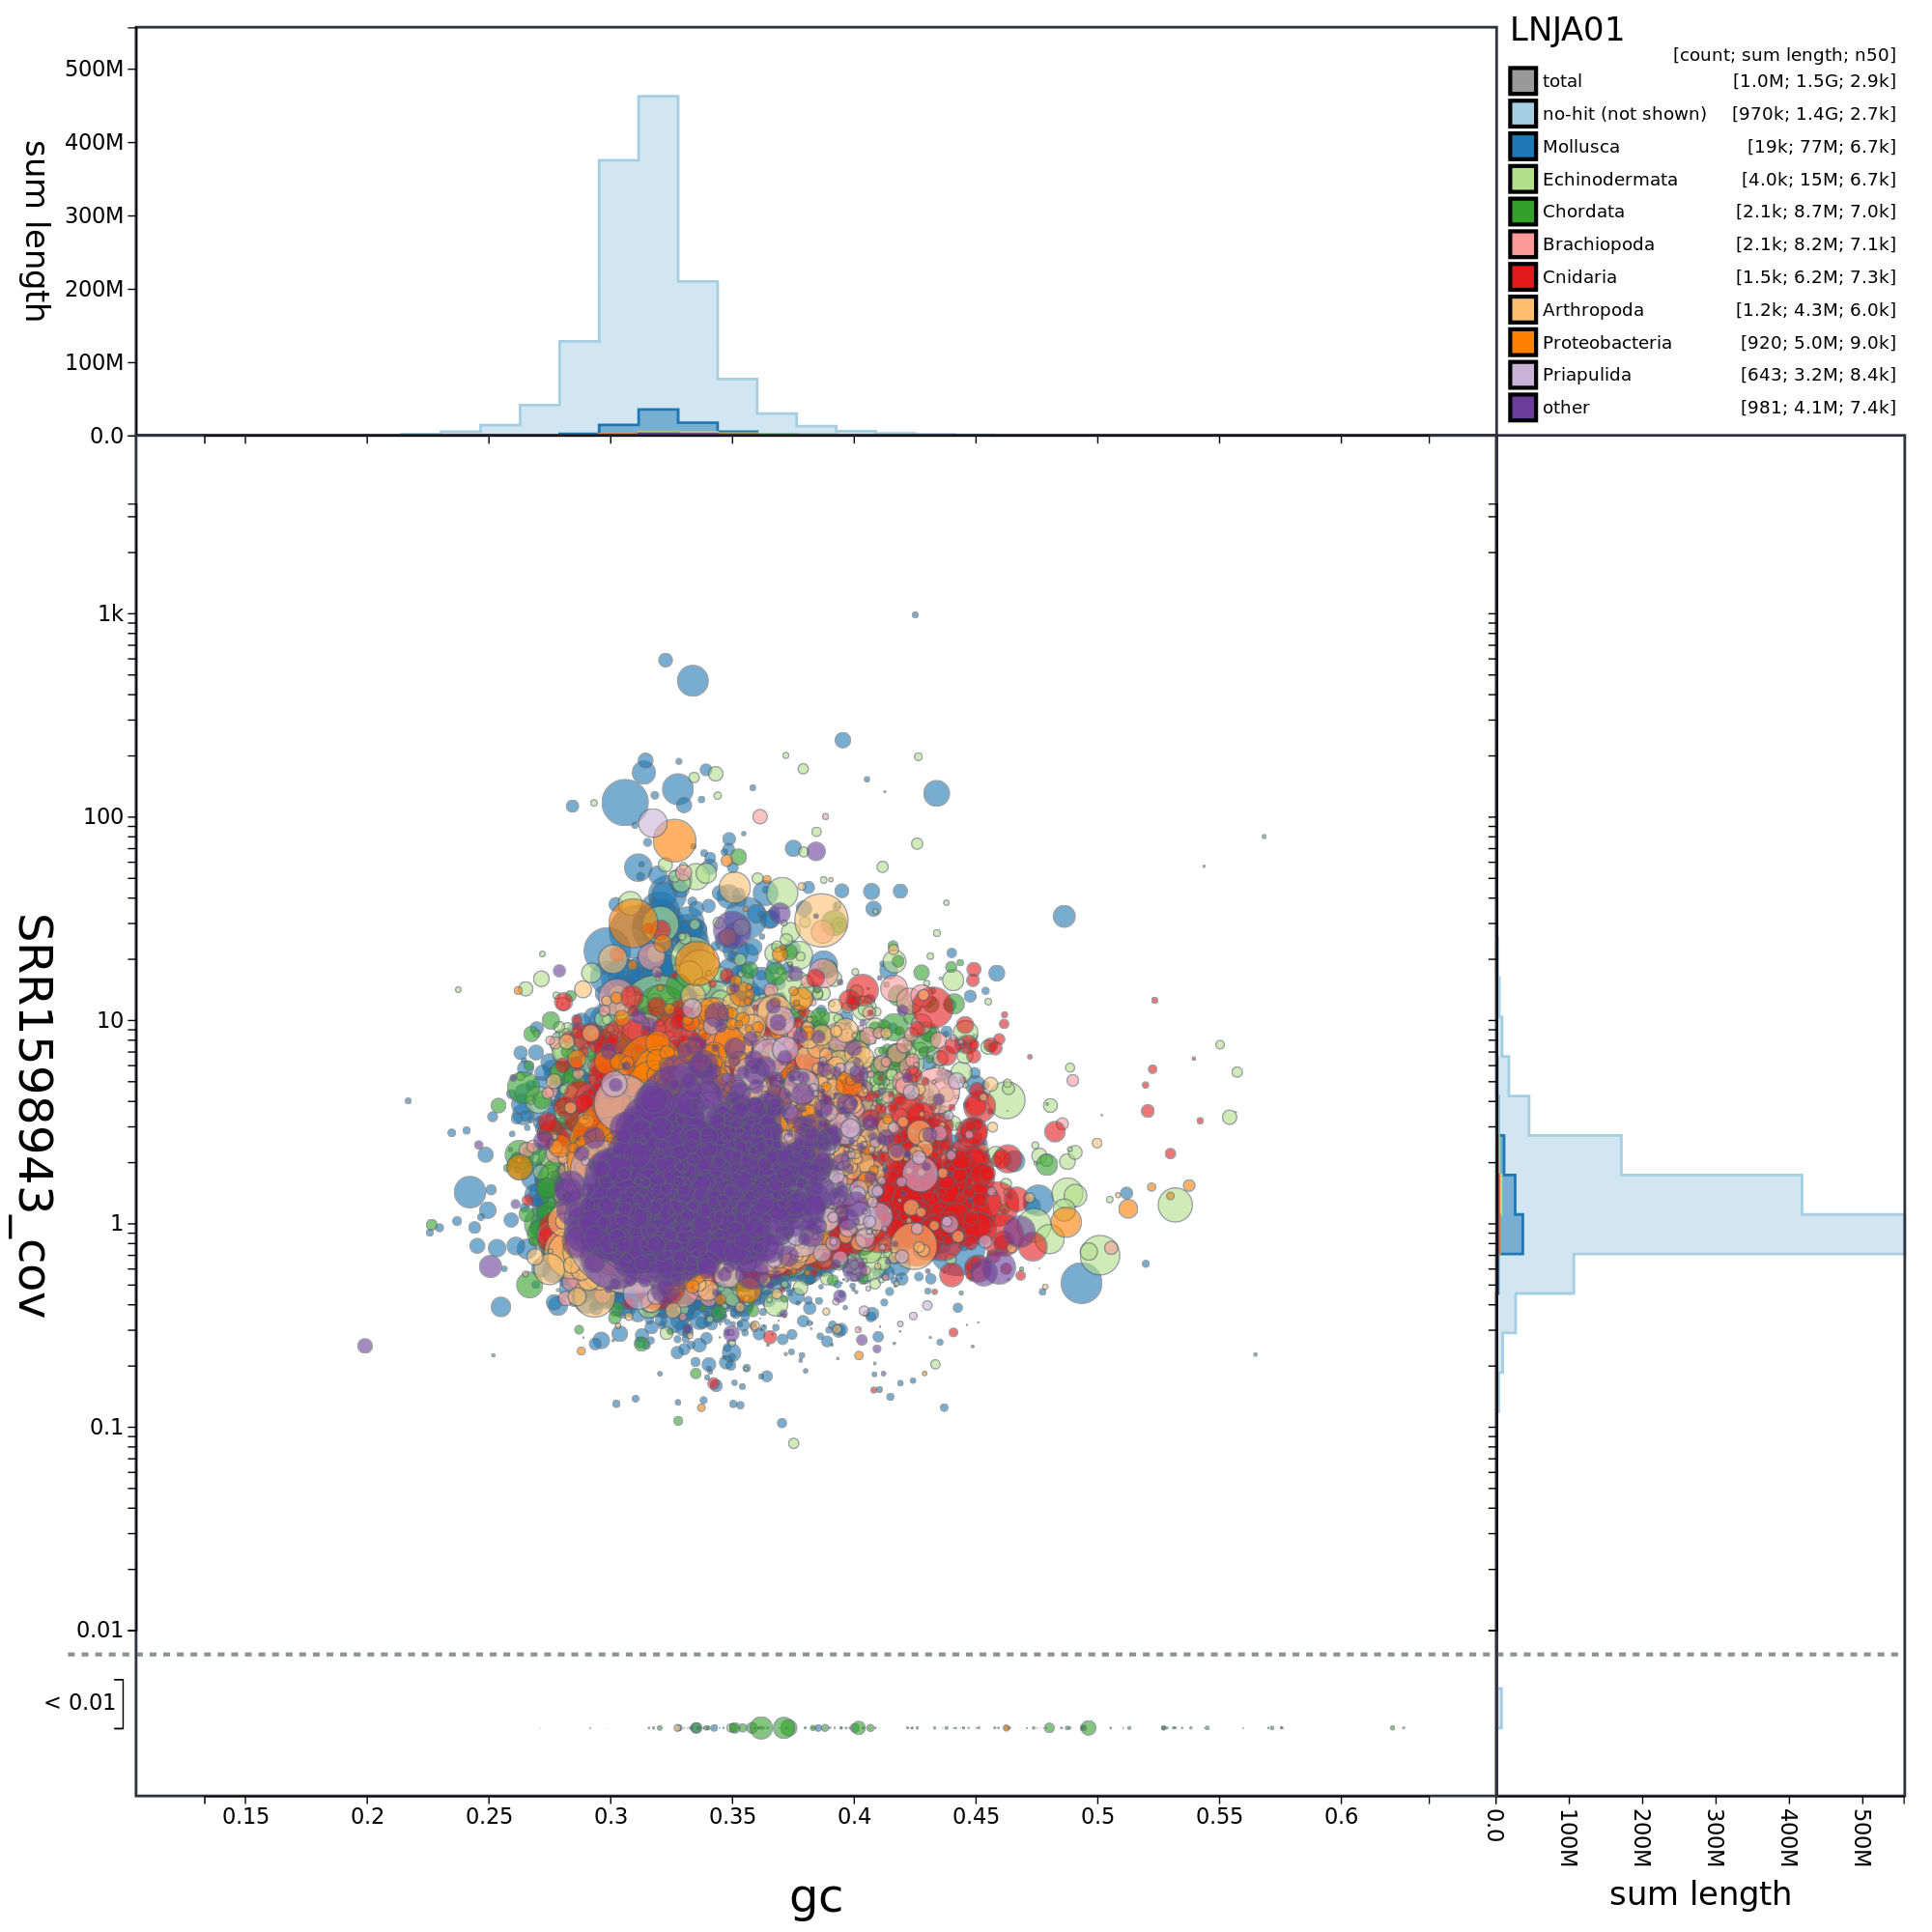 LNJA01
[count; sum length; n50]
total [1.0M; 1.5G; 2.9k]
no-hit (not shown) [970k; 1.4G; 2.7k]
Mollusca [19k; 77M; 6.7k]
Echinodermata [4.0k; 15M; 6.7k]
Chordata [2.1k; 8.7M; 7.0k]
Brachiopoda [2.1k; 8.2M; 7.1k]
Cnidaria [1.5k; 6.2M; 7.3k]
Arthropoda [1.2k; 4.3M; 6.0k]
Proteobacteria [920; 5.0M; 9.0k]
Priapulida [643; 3.2M; 8.4k]
other [981; 4.1M; 7.4k]
sum length
500M
400M
300M
200M
100M
0.0
SRR1598943_cov
1k
100
10
1
0.1
0.01
< 0.01
0.15 0.2 0.25 0.3 0.35 0.4 0.45 0.5 0.55 0.6
gc
0.0 100M 200M 300M 400M 500M
sum length